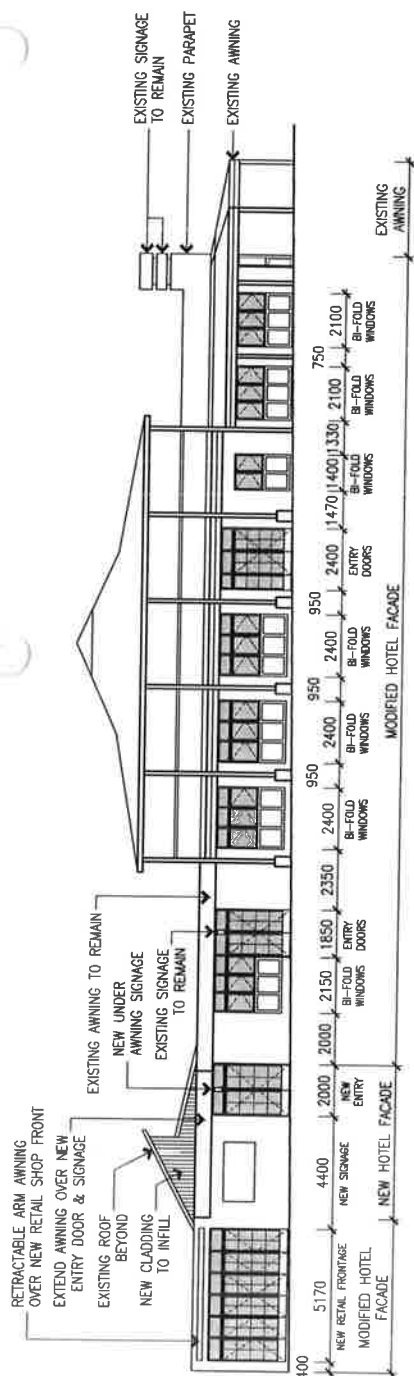 RETRACTABLE ARM AWNING
OVER NEW RETAIL SHOP FRONT
EXTEND AWNING OVER NEW
ENTRY DOOR & SIGNAGE
EXISTING ROOF
BEYOND
NEW CLADDING
TO INFILL
EXISTING AWNING TO REMAIN
NEW UNDER
AWNING SIGNAGE
EXISTING SIGNAGE
TO REMAIN
EXISTING SIGNAGE
TO REMAIN
EXISTING PARAPET
EXISTING AWNING
400
5170
4400
2000
2000
2150
1850
2350
2400
950
2400
950
2400
950
2400
1470
1400
1330
2100
750
2100
NEW RETAIL FRONTAGE
NEW SIGNAGE
NEW
ENTRY
BI-FOLD
WINDOWS
ENTRY
DOORS
BI-FOLD
WINDOWS
BI-FOLD
WINDOWS
BI-FOLD
WINDOWS
ENTRY
DOORS
BI-FOLD
WINDOWS
BI-FOLD
WINDOWS
BI-FOLD
WINDOWS
MODIFIED HOTEL
FACADE
NEW HOTEL FACADE
MODIFIED HOTEL FACADE
EXISTING
AWNING